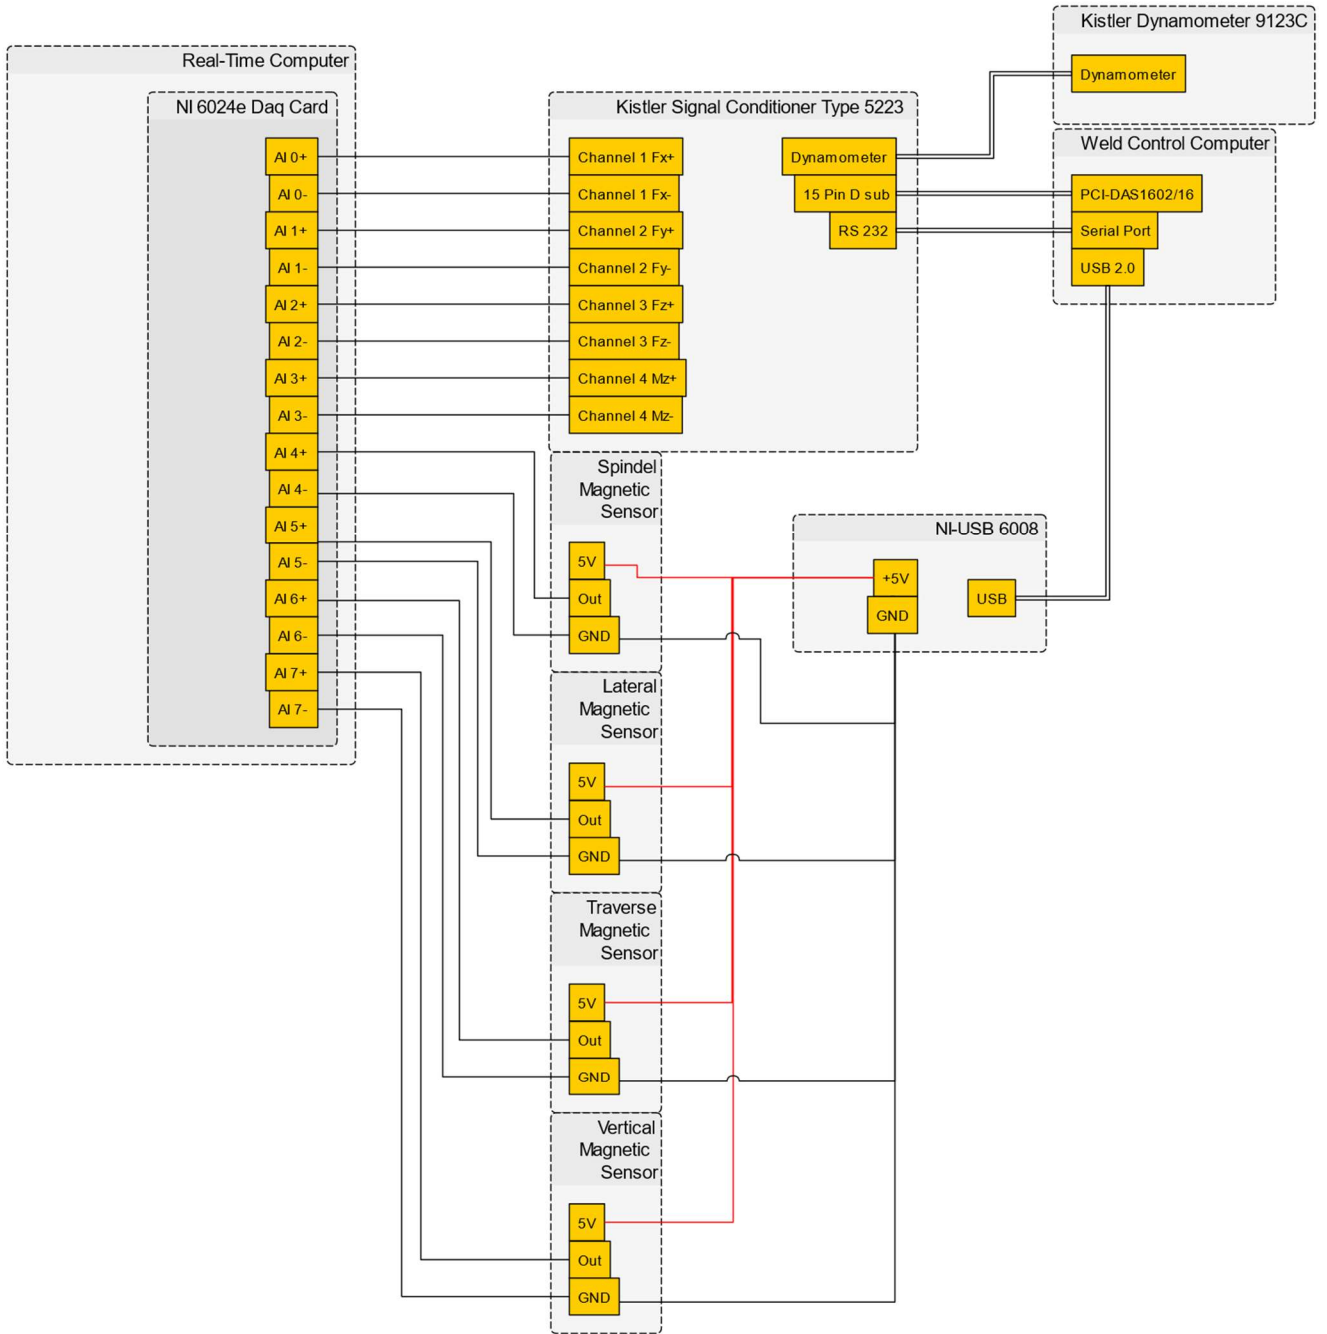 Kistler Dynamometer 9123C
Dynamometer
Real-Time Computer
NI 6024e Daq Card
AI 0+
AI 0-
AI 1+
AI 1-
AI 2+
AI 2-
AI 3+
AI 3-
AI 4+
AI 4-
AI 5+
AI 5-
AI 6+
AI 6-
AI 7+
AI 7-
Kistler Signal Conditioner Type 5223
Channel 1 Fx+
Channel 1 Fx-
Channel 2 Fy+
Channel 2 Fy-
Channel 3 Fz+
Channel 3 Fz-
Channel 4 Mz+
Channel 4 Mz-
Dynamometer
15 Pin D sub
RS 232
Weld Control Computer
PCI-DAS1602/16
Serial Port
USB 2.0
Spindel
Magnetic
Sensor
5V
Out
GND
NI-USB 6008
+5V
GND
USB
Lateral
Magnetic
Sensor
5V
Out
GND
Traverse
Magnetic
Sensor
5V
Out
GND
Vertical
Magnetic
Sensor
5V
Out
GND